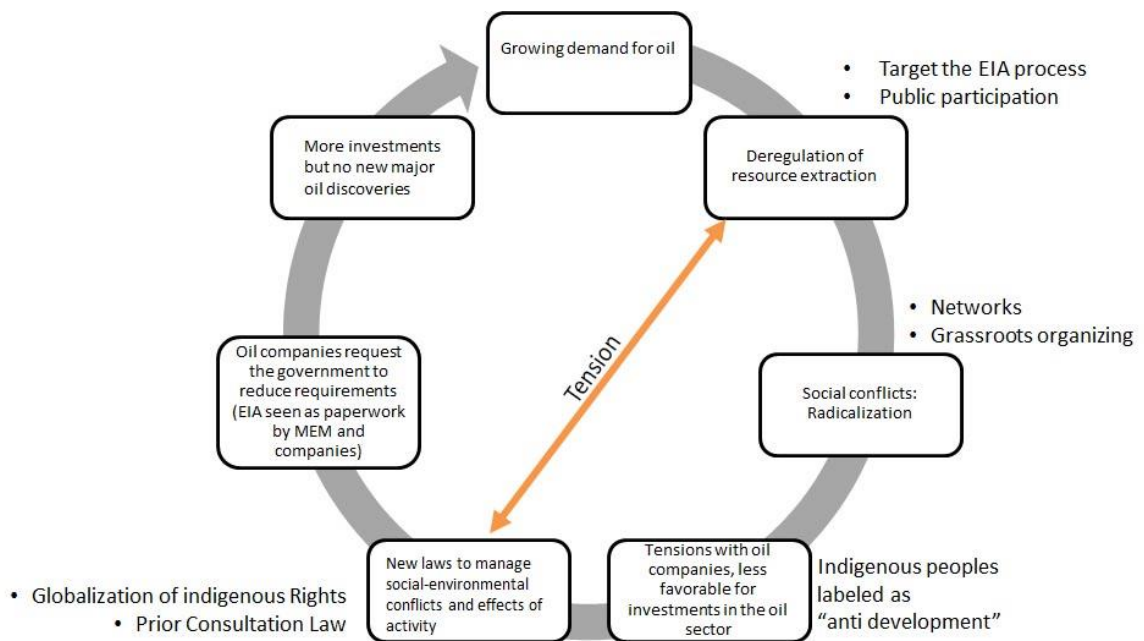 Growing demand for oil
• Target the EIA process
• Public participation
Deregulation of
resource extraction
• Networks
• Grassroots organizing
Social conflicts:
Radicalization
Tensions with oil
companies, less
favorable for
investments in the oil
sector
Indigenous peoples
labeled as
“anti development”
New laws to manage
social-environmental
conflicts and effects of
activity
• Globalization of indigenous Rights
• Prior Consultation Law
Oil companies request
the government to
reduce requirements
(EIA seen as paperwork
by MEM and
companies)
More investments
but no new major
oil discoveries
Tension